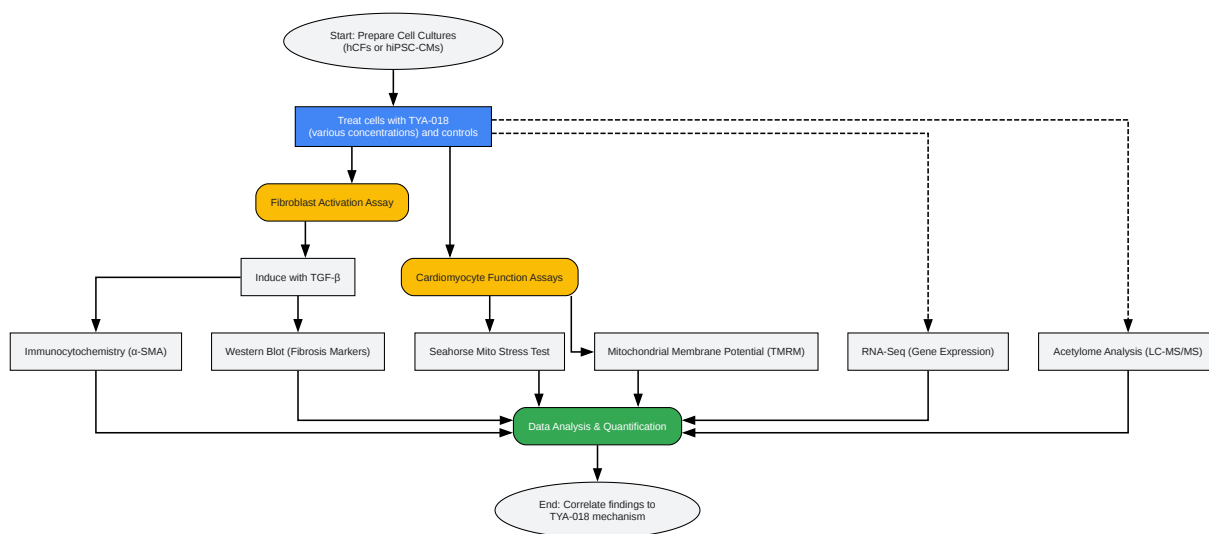 Start: Prepare Cell Cultures
(hCFs or hiPSC-CMs)
Treat cells with TYA-018
(various concentrations) and controls
Fibroblast Activation Assay
Induce with TGF-β
Cardiomyocyte Function Assays
Immunocytochemistry (α-SMA)
Western Blot (Fibrosis Markers)
Seahorse Mito Stress Test
Mitochondrial Membrane Potential (TMRM)
RNA-Seq (Gene Expression)
Acetylome Analysis (LC-MS/MS)
Data Analysis & Quantification
End: Correlate findings to
TYA-018 mechanism